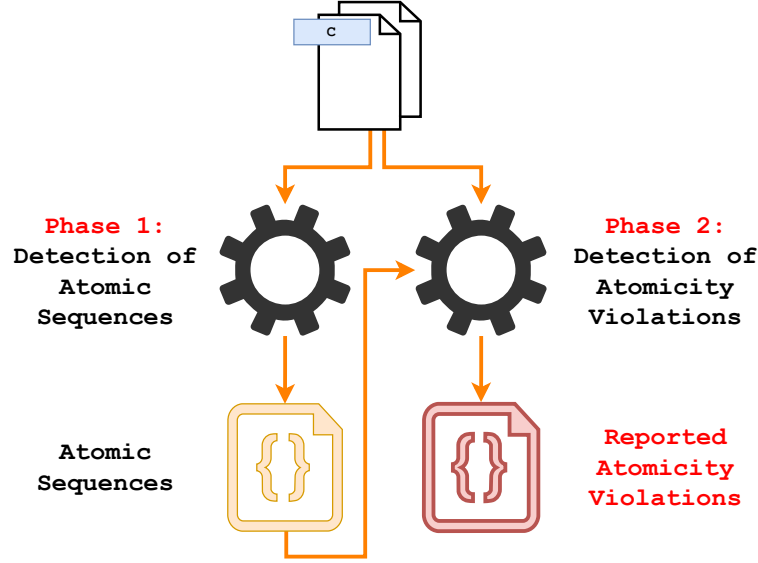 C
Phase 1:
Detection of
Atomic
Sequences
Phase 2:
Detection of
Atomicity
Violations
Atomic
Sequences
Reported
Atomicity
Violations